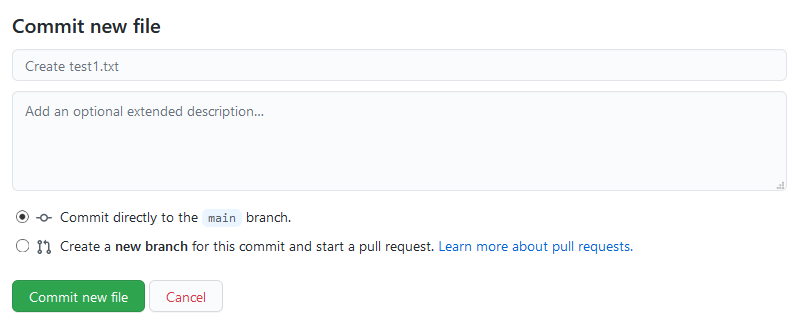 Commit new file
Create test1.txt
Add an optional extended description...
Commit directly to the main branch.
Create a new branch for this commit and start a pull request. Learn more about pull requests.
Commit new file Cancel